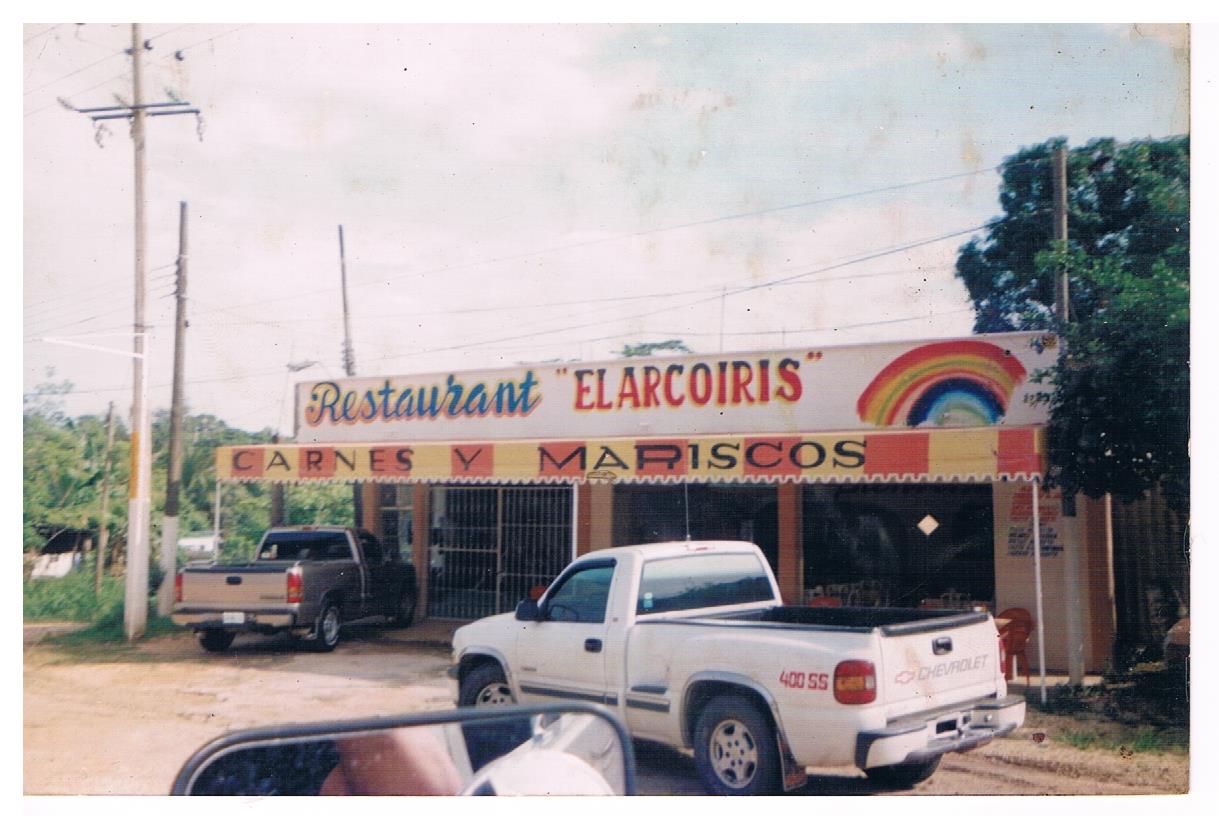 Restaurant "EL ARCOIRIS"
CARNES Y MARISCOS
400 SS
CHEVROLET